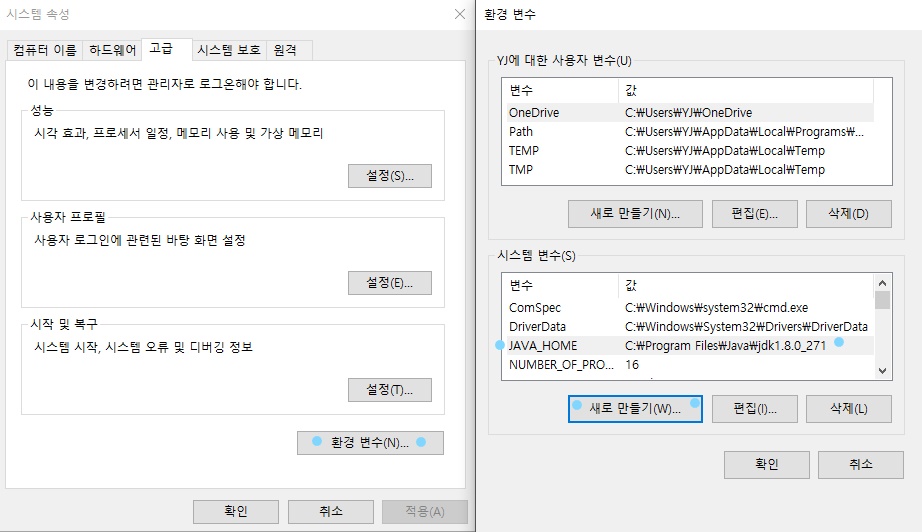 시스템 속성
컴퓨터 이름 하드웨어 고급 시스템 보호 원격
이 내용을 변경하려면 관리자로 로그온해야 합니다.
성능
시각 효과, 프로세서 일정, 메모리 사용 및 가상 메모리
설정(S)...
사용자 프로필
사용자 로그인에 관련된 바탕 화면 설정
설정(E)...
시작 및 복구
시스템 시작, 시스템 오류 및 디버깅 정보
설정(T)...
환경 변수(N)...
확인 취소 적용(A)
환경 변수
YJ에 대한 사용자 변수(U)
변수 값
OneDrive C:₩Users₩YJ₩OneDrive
Path C:₩Users₩YJ₩AppData₩Local₩Programs₩...
TEMP C:₩Users₩YJ₩AppData₩Local₩Temp
TMP C:₩Users₩YJ₩AppData₩Local₩Temp
새로 만들기(N)... 편집(E)... 삭제(D)
시스템 변수(S)
변수 값
ComSpec C:₩Windows₩system32₩cmd.exe
DriverData C:₩Windows₩System32₩Drivers₩DriverData
JAVA_HOME C:₩Program Files₩Java₩jdk1.8.0_271
NUMBER_OF_PRO... 16
새로 만들기(W)... 편집(I)... 삭제(L)
확인 취소